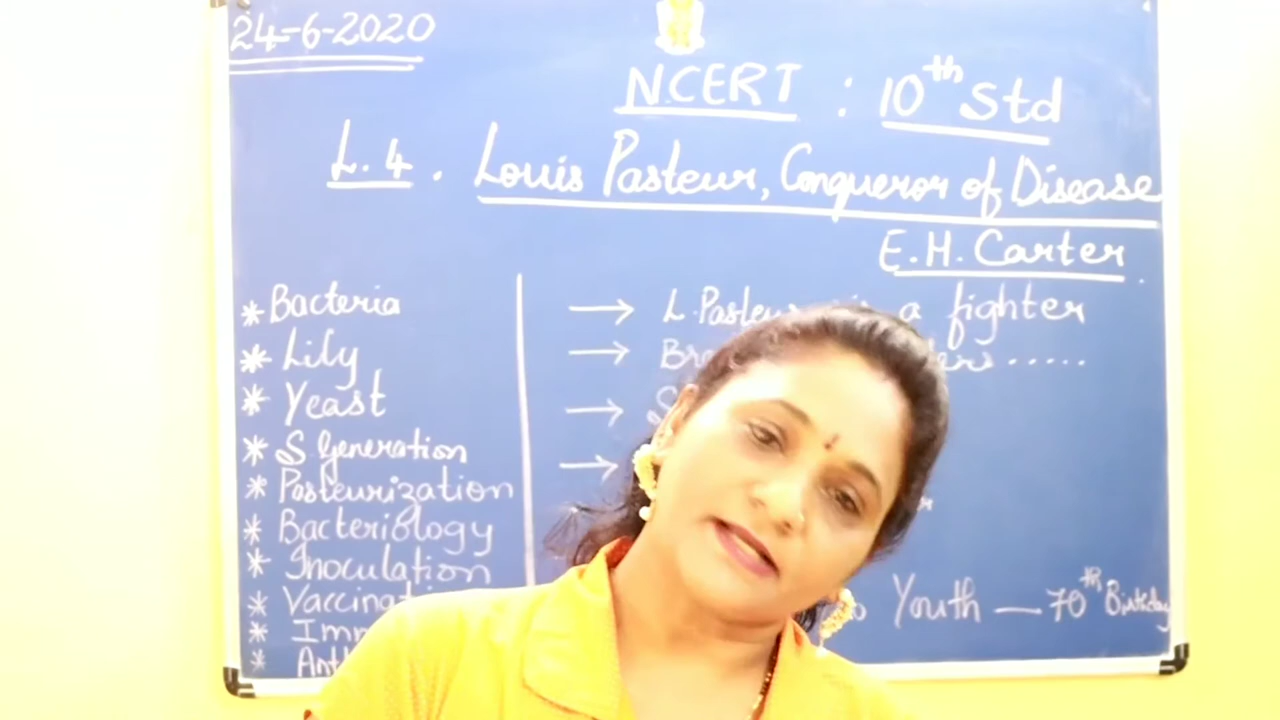 24-6-2020
NCERT : 10th Std
L. 4. Louis Pasteur, Conqueror of Disease
E.H. Carter
* Bacteria
* Lily
* Yeast
* S Generation
* Pasteurization
* Bacteriology
* Inoculation
*
*
*
→ L. a fighter
→ .....
→
→
Youth — 70th Birthday